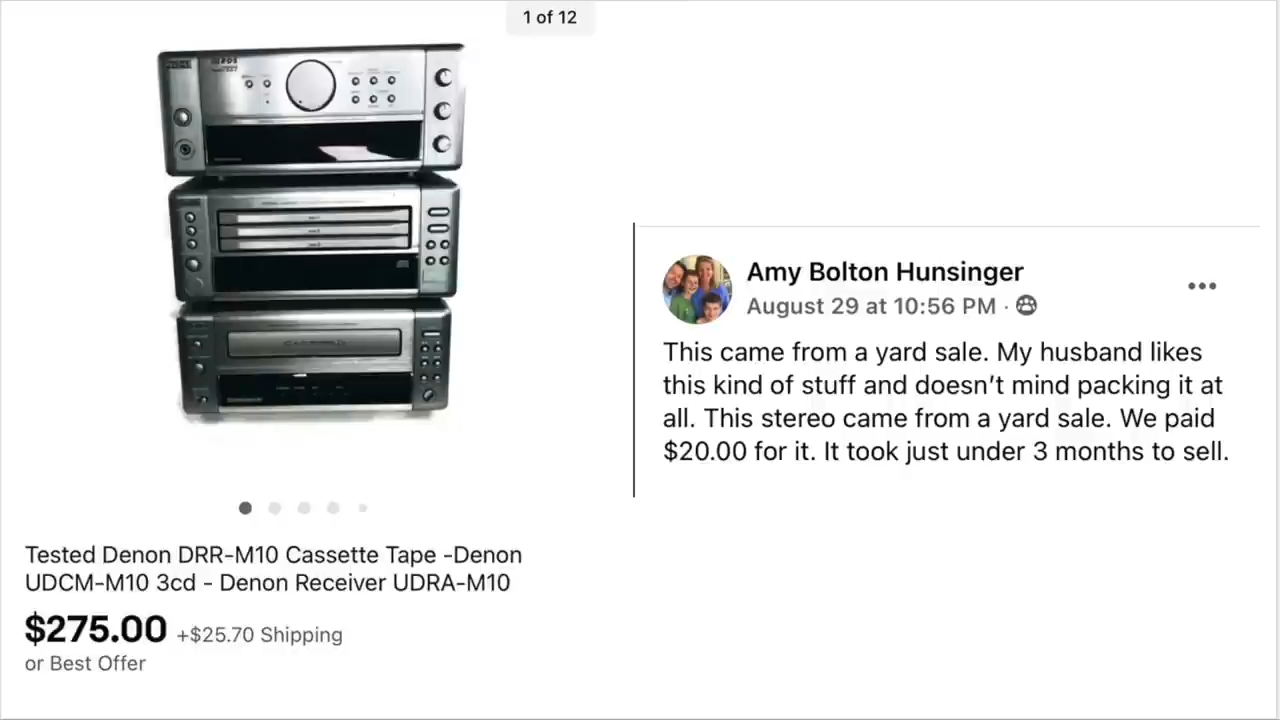 1 of 12
Tested Denon DRR-M10 Cassette Tape -Denon
UDCM-M10 3cd - Denon Receiver UDRA-M10
$275.00 +$25.70 Shipping
or Best Offer
Amy Bolton Hunsinger
August 29 at 10:56 PM ·
This came from a yard sale. My husband likes
this kind of stuff and doesn't mind packing it at
all. This stereo came from a yard sale. We paid
$20.00 for it. It took just under 3 months to sell.